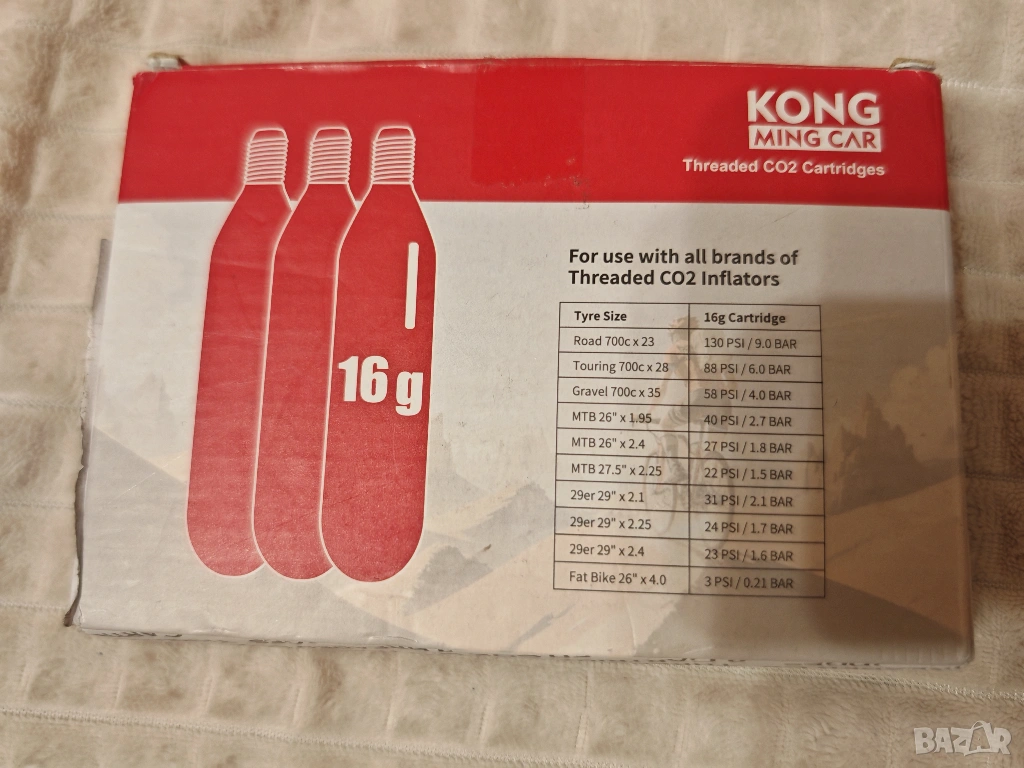 KONG
MING CAR
Threaded CO2 Cartridges
16 g
For use with all brands of
Threaded CO2 Inflators
Tyre Size 16g Cartridge
Road 700c x 23 130 PSI / 9.0 BAR
Touring 700c x 28 88 PSI / 6.0 BAR
Gravel 700c x 35 58 PSI / 4.0 BAR
MTB 26" x 1.95 40 PSI / 2.7 BAR
MTB 26" x 2.4 27 PSI / 1.8 BAR
MTB 27.5" x 2.25 22 PSI / 1.5 BAR
29er 29" x 2.1 31 PSI / 2.1 BAR
29er 29" x 2.25 24 PSI / 1.7 BAR
29er 29" x 2.4 23 PSI / 1.6 BAR
Fat Bike 26" x 4.0 3 PSI / 0.21 BAR
BAZAR